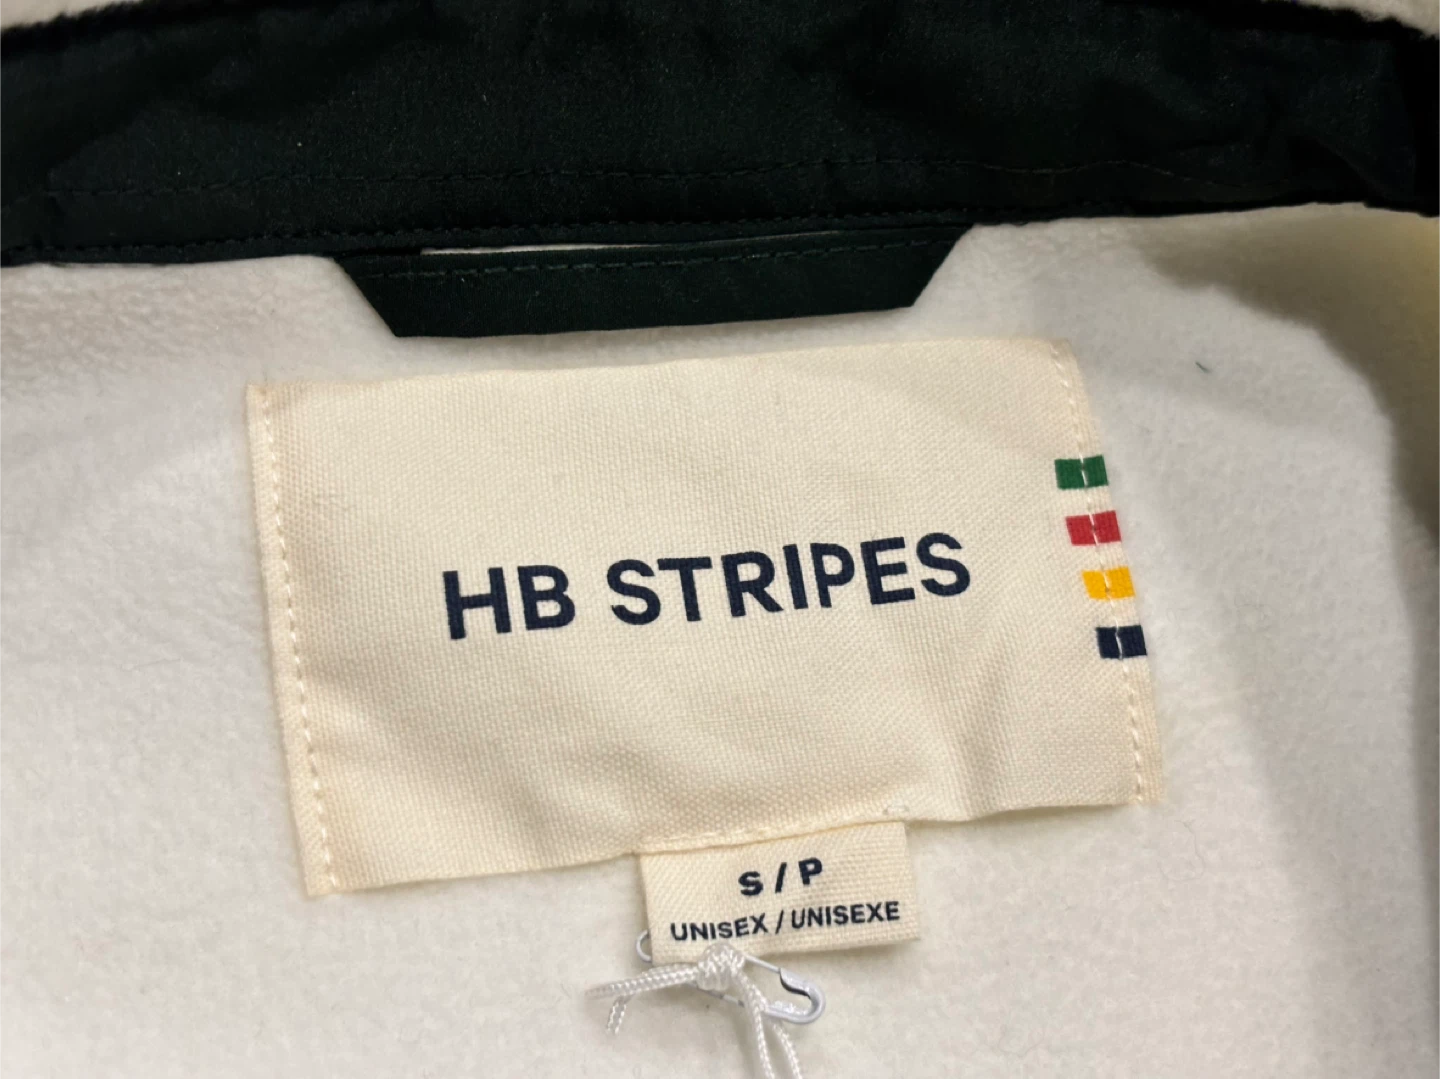 HB STRIPES
S / P
UNISEX / UNISEXE